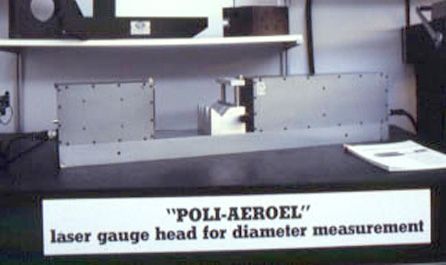 "POLI-AEROEL"
laser gauge head for diameter measurement